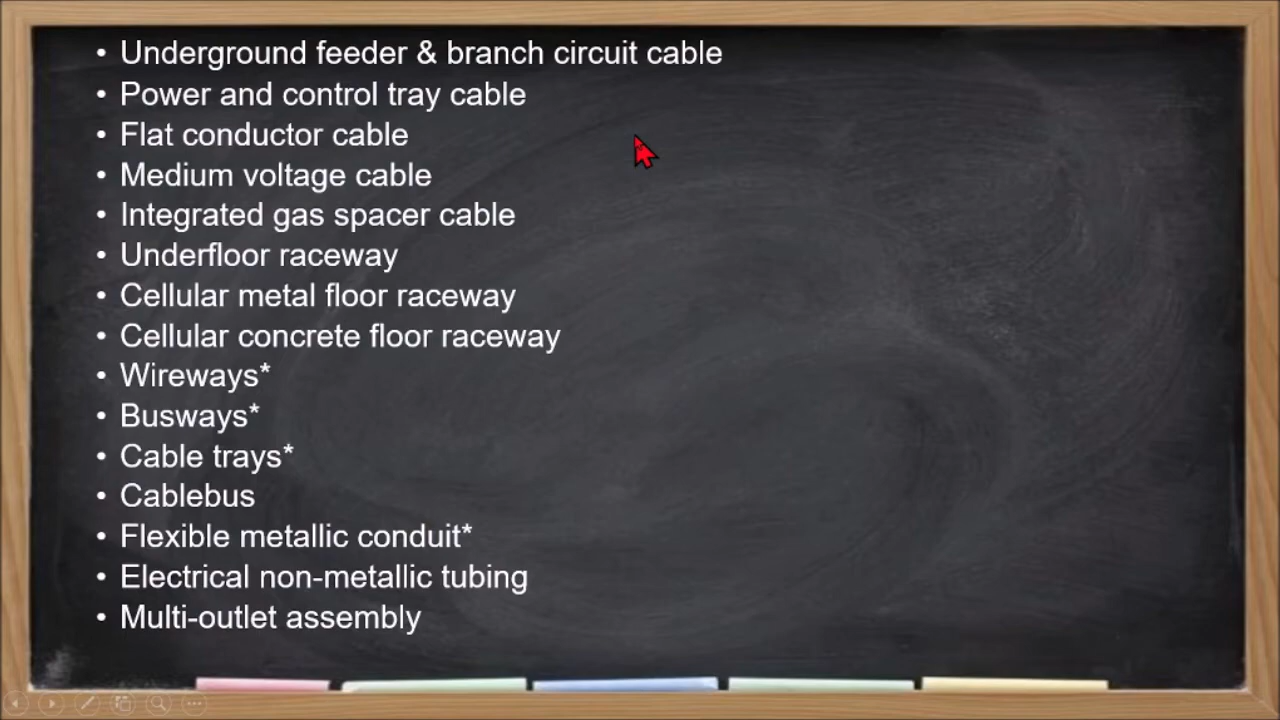 • Underground feeder & branch circuit cable
• Power and control tray cable
• Flat conductor cable
• Medium voltage cable
• Integrated gas spacer cable
• Underfloor raceway
• Cellular metal floor raceway
• Cellular concrete floor raceway
• Wireways*
• Busways*
• Cable trays*
• Cablebus
• Flexible metallic conduit*
• Electrical non-metallic tubing
• Multi-outlet assembly